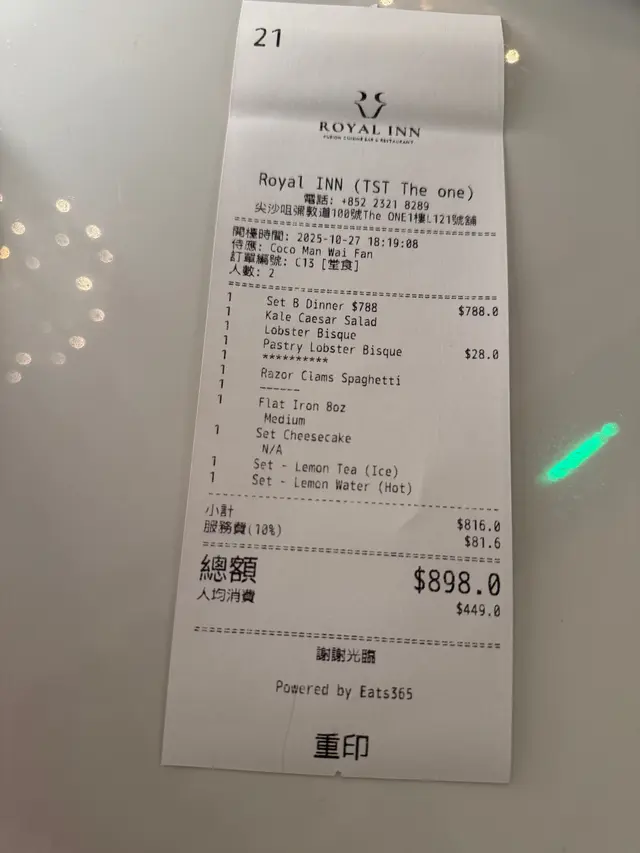 21
ROYAL INN
FUSION CUISINE BAR & RESTAURANT
Royal INN (TST The one)
電話: +852 2321 8289
尖沙咀彌敦道100號The ONE1樓L121號舖
開檯時間: 2025-10-27 18:19:08
侍應: Coco Man Wai Fan
訂單編號: C13 [堂食]
人數: 2
1 Set B Dinner $788 $788.0
1 Kale Caesar Salad
1 Lobster Bisque
1 Pastry Lobster Bisque $28.0
1 **********
1 Razor Clams Spaghetti
1 ------
1 Flat Iron 8oz
Medium
1 Set Cheesecake
N/A
1 Set - Lemon Tea (Ice)
1 Set - Lemon Water (Hot)
小計 $816.0
服務費(10%) $81.6
總額 $898.0
人均消費 $449.0
謝謝光臨
Powered by Eats365
重印